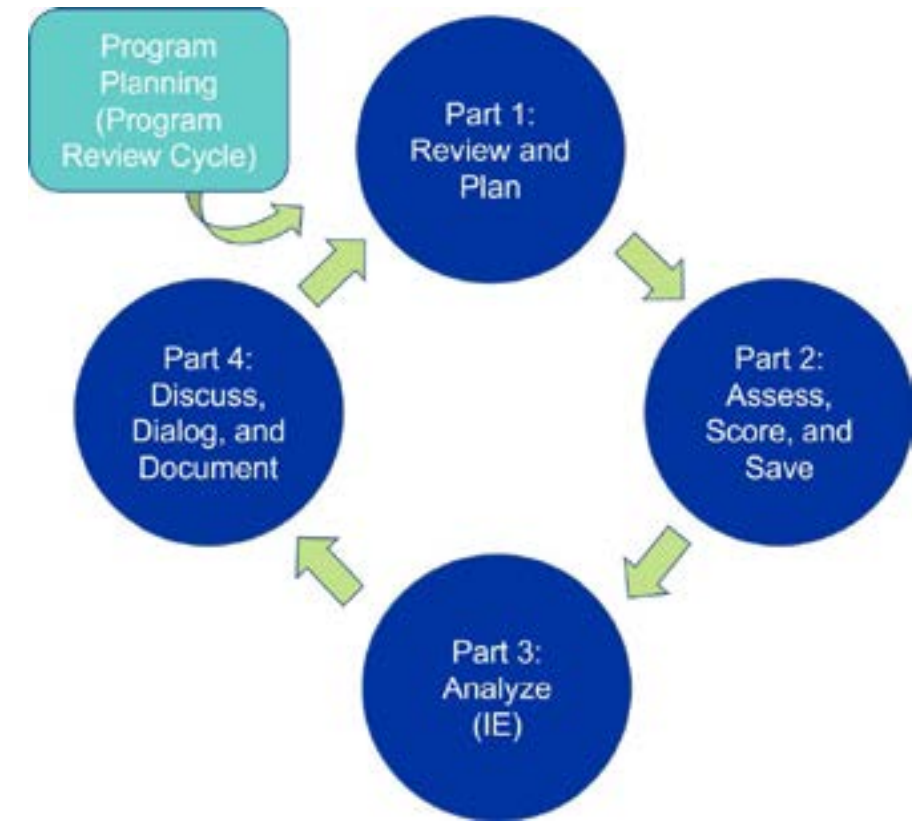 Program
Planning
(Program
Review Cycle)
Part 1:
Review and
Plan
Part 2:
Assess,
Score, and
Save
Part 3:
Analyze
(IE)
Part 4:
Discuss,
Dialog, and
Document